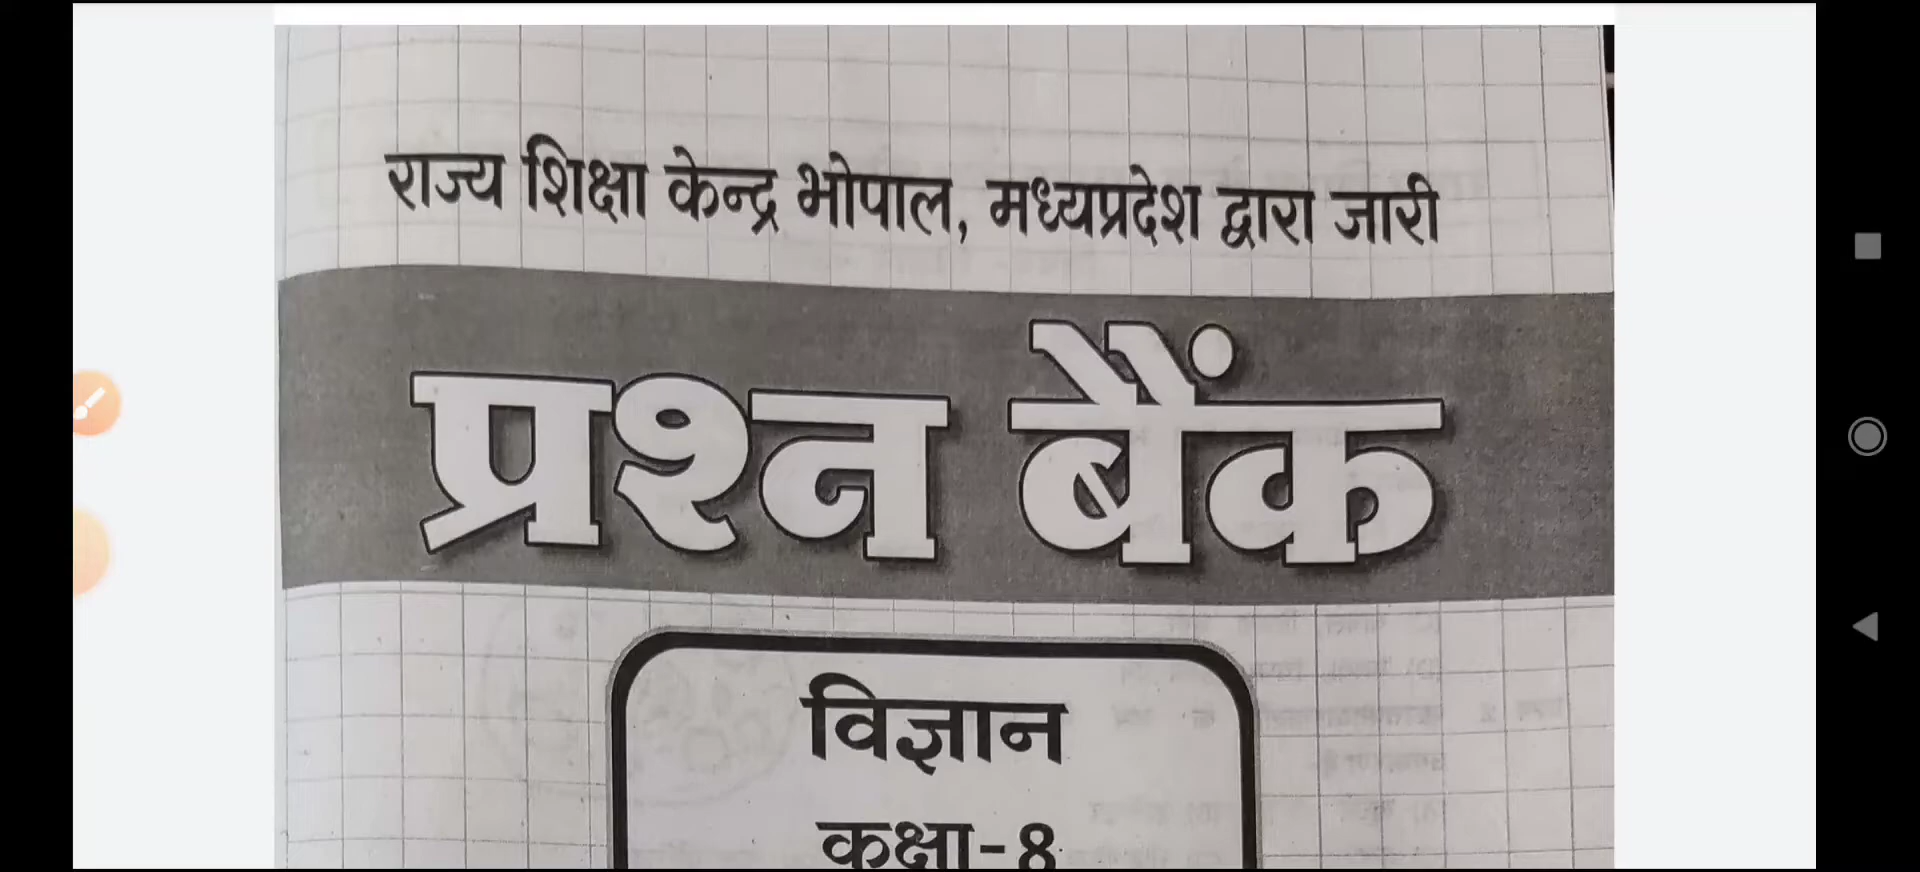 राज्य शिक्षा केन्द्र भोपाल, मध्यप्रदेश द्वारा जारी
प्रश्न बैंक
विज्ञान
कक्षा-8